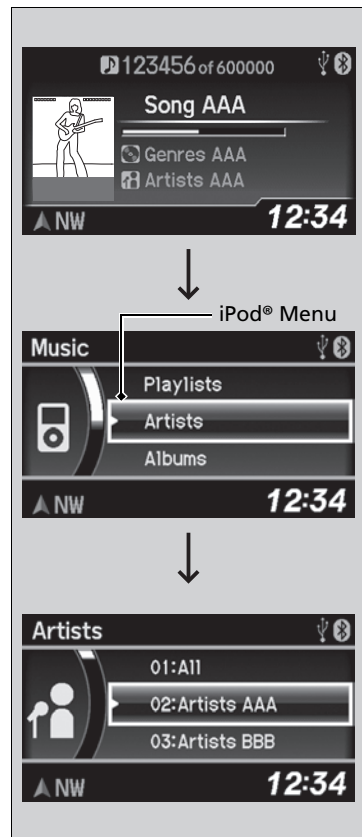 123456 of 600000
Song AAA
Genres AAA
Artists AAA
NW
12:34
iPod® Menu
Music
Playlists
Artists
Albums
NW
12:34
Artists
01:All
02:Artists AAA
03:Artists BBB
NW
12:34